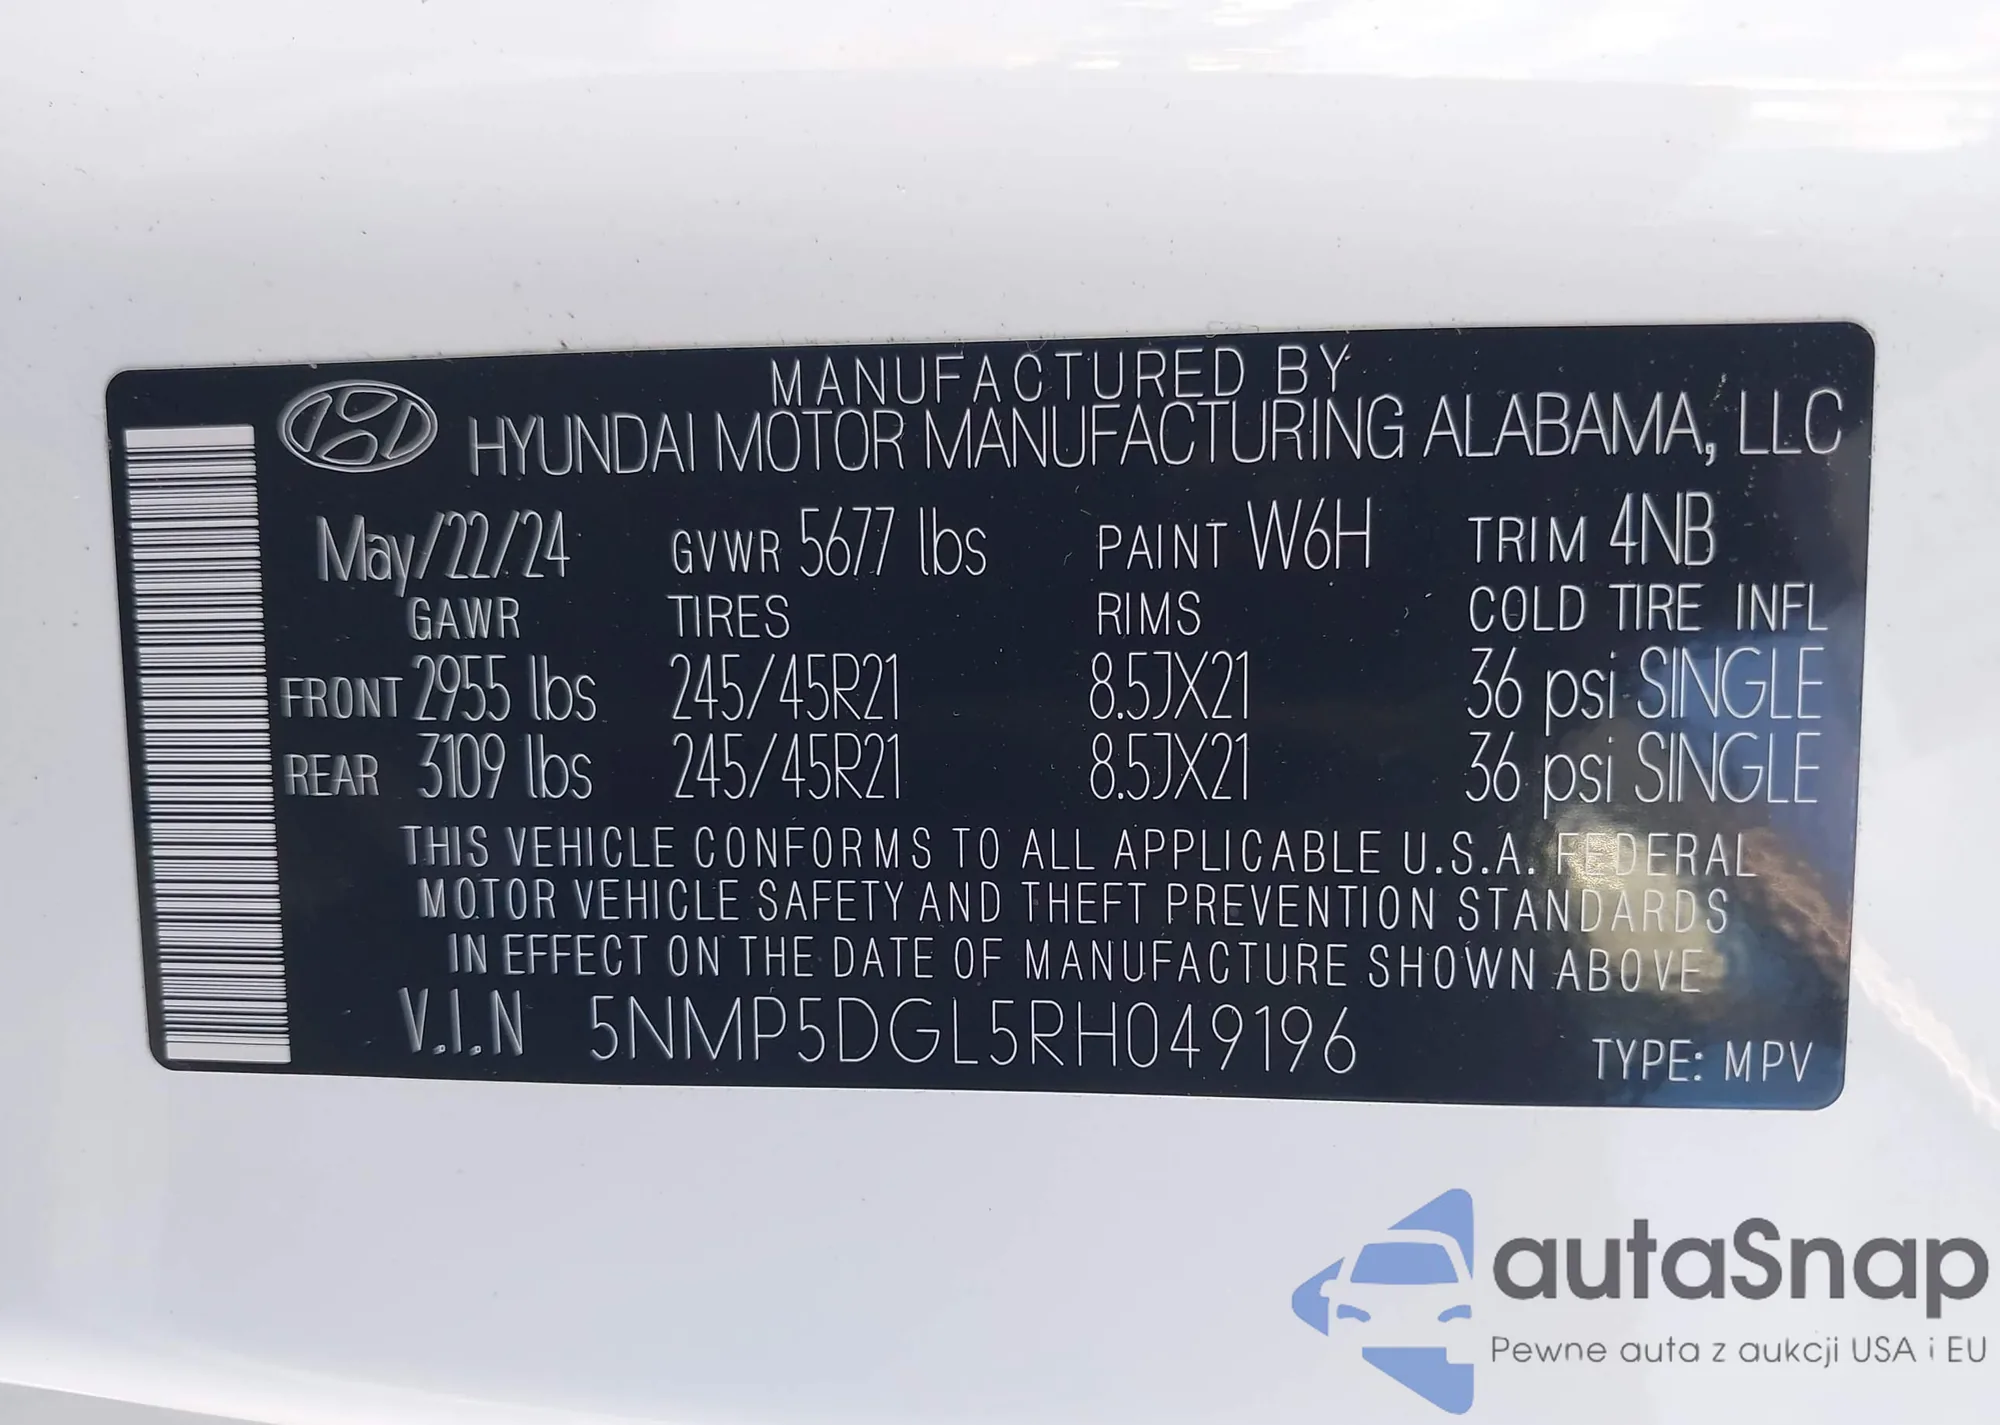 MANUFACTURED BY
HYUNDAI MOTOR MANUFACTURING ALABAMA, LLC
May/22/24 GVWR 5677 lbs PAINT W6H TRIM 4NB
GAWR TIRES RIMS COLD TIRE INFL
FRONT 2955 lbs 245/45R21 8.5JX21 36 psi SINGLE
REAR 3109 lbs 245/45R21 8.5JX21 36 psi SINGLE
THIS VEHICLE CONFORMS TO ALL APPLICABLE U.S.A. FEDERAL
MOTOR VEHICLE SAFETY AND THEFT PREVENTION STANDARDS
IN EFFECT ON THE DATE OF MANUFACTURE SHOWN ABOVE
V.I.N 5NMP5DGL5RH049196 TYPE: MPV
autaSnap
Pewne auta z aukcji USA i EU